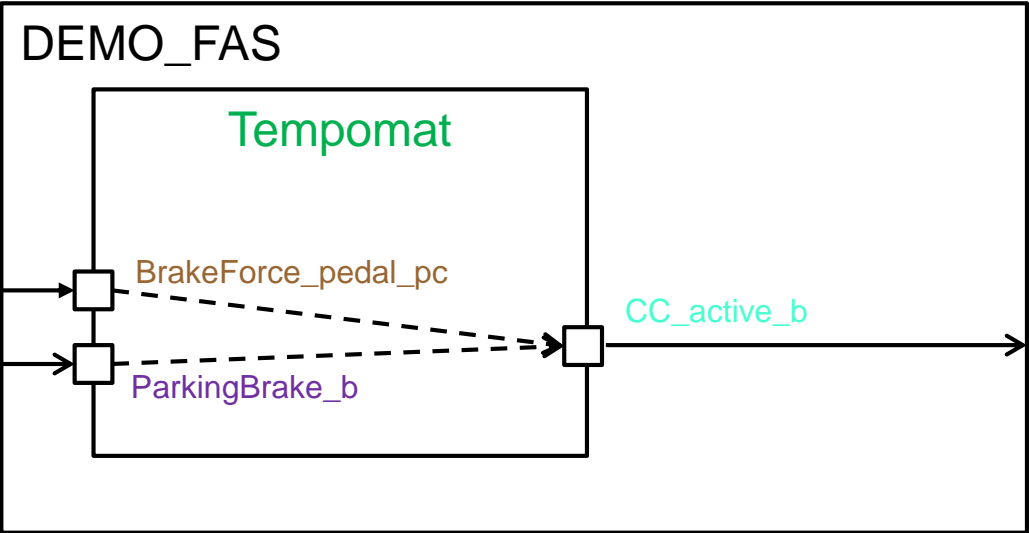 DEMO_FAS
Tempomat
BrakeForce_pedal_pc
CC_active_b
ParkingBrake_b